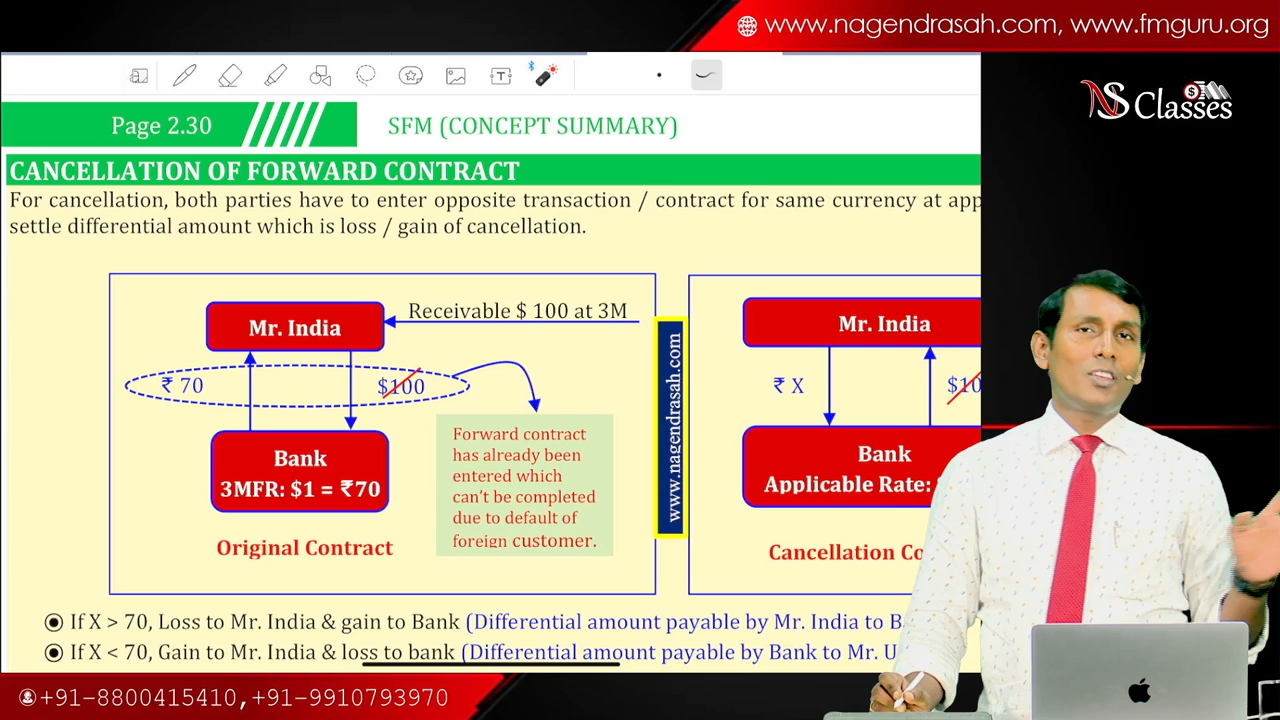 www.nagendrasah.com, www.fmguru.org
NS Classes
Page 2.30
SFM (CONCEPT SUMMARY)
CANCELLATION OF FORWARD CONTRACT
For cancellation, both parties have to enter opposite transaction / contract for same currency at app
settle differential amount which is loss / gain of cancellation.
Receivable $ 100 at 3M
Mr. India
₹ 70
$100
Bank
3MFR: $1 = ₹70
Original Contract
Forward contract
has already been
entered which
can't be completed
due to default of
foreign customer.
www.nagendrasah.com
Mr. India
₹ X
$10
Bank
Applicable Rate:
Cancellation Co
If X > 70, Loss to Mr. India & gain to Bank (Differential amount payable by Mr. India to B
If X < 70, Gain to Mr. India & loss to bank (Differential amount payable by Bank to Mr.
+91-8800415410,+91-9910793970